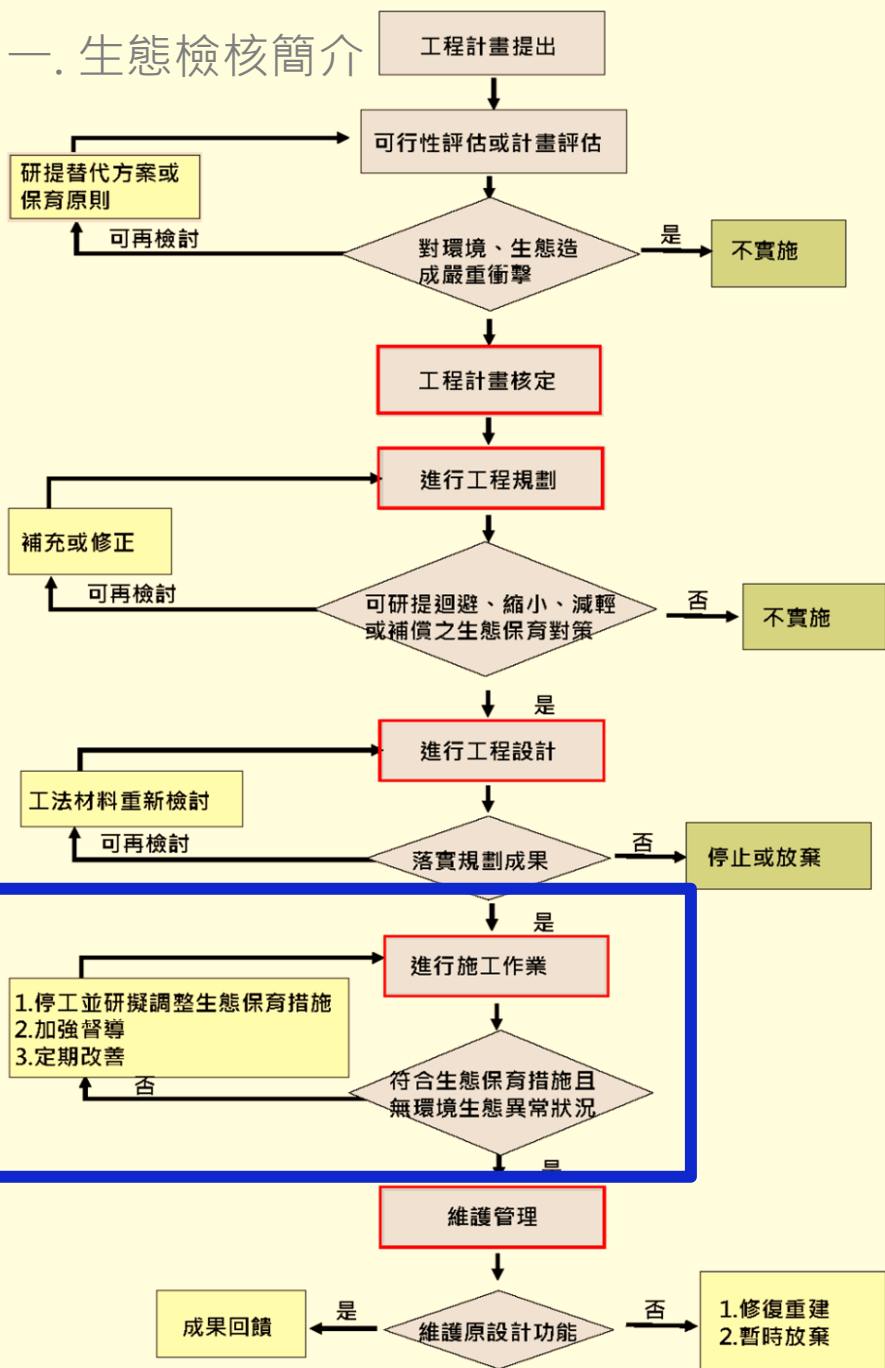 一. 生態檢核簡介
工程計畫提出
可行性評估或計畫評估
研提替代方案或
保育原則
可再檢討
對環境、生態造
成嚴重衝擊
是
不實施
工程計畫核定
進行工程規劃
補充或修正
可再檢討
可研提迴避、縮小、減輕
或補償之生態保育對策
否
不實施
是
進行工程設計
工法材料重新檢討
可再檢討
落實規劃成果
否
停止或放棄
是
進行施工作業
1.停工並研擬調整生態保育措施
2.加強督導
3.定期改善
否
符合生態保育措施且
無環境生態異常狀況
是
維護管理
成果回饋
是
維護原設計功能
否
1.修復重建
2.暫時放棄